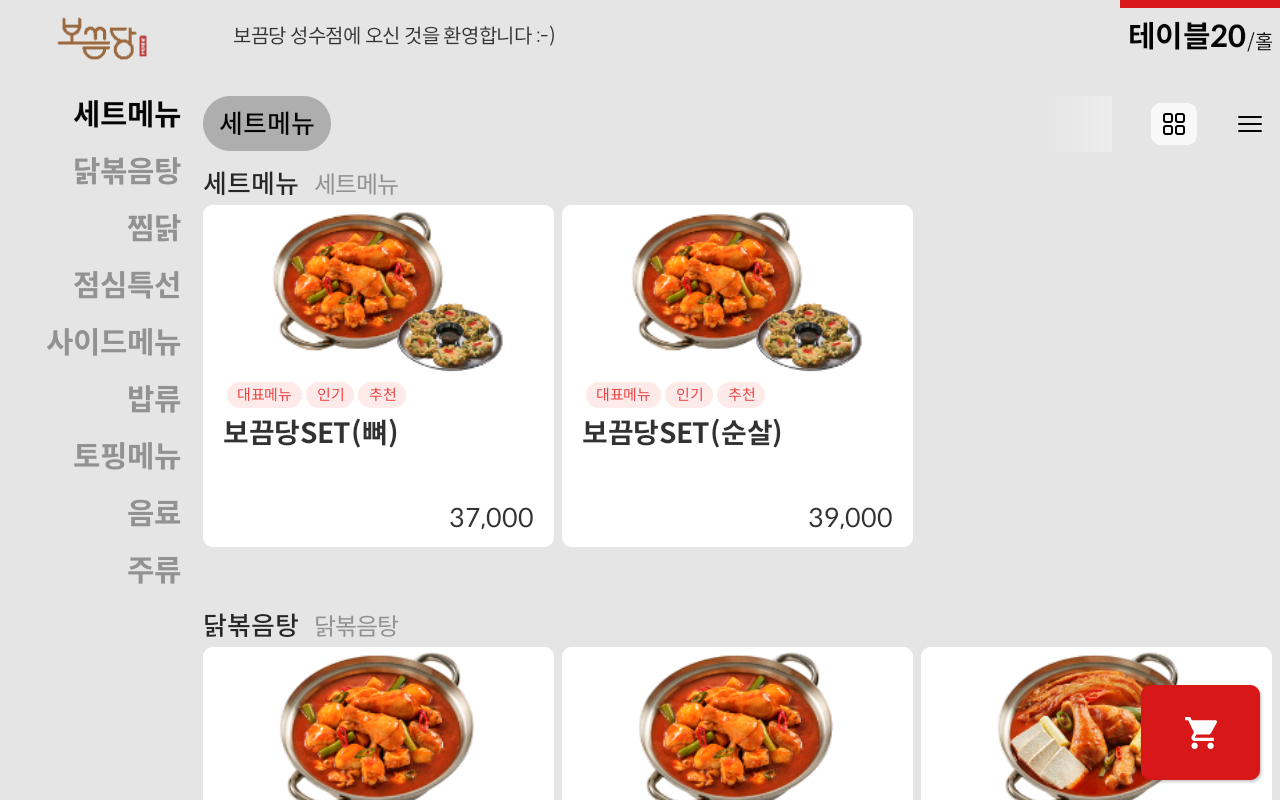 보끔당
보끔당 성수점에 오신 것을 환영합니다 :-)
테이블20/홀
세트메뉴
닭볶음탕
찜닭
점심특선
사이드메뉴
밥류
토핑메뉴
음료
주류
세트메뉴
세트메뉴 세트메뉴
대표메뉴 인기 추천
보끔당SET(뼈)
37,000
대표메뉴 인기 추천
보끔당SET(순살)
39,000
닭볶음탕 닭볶음탕